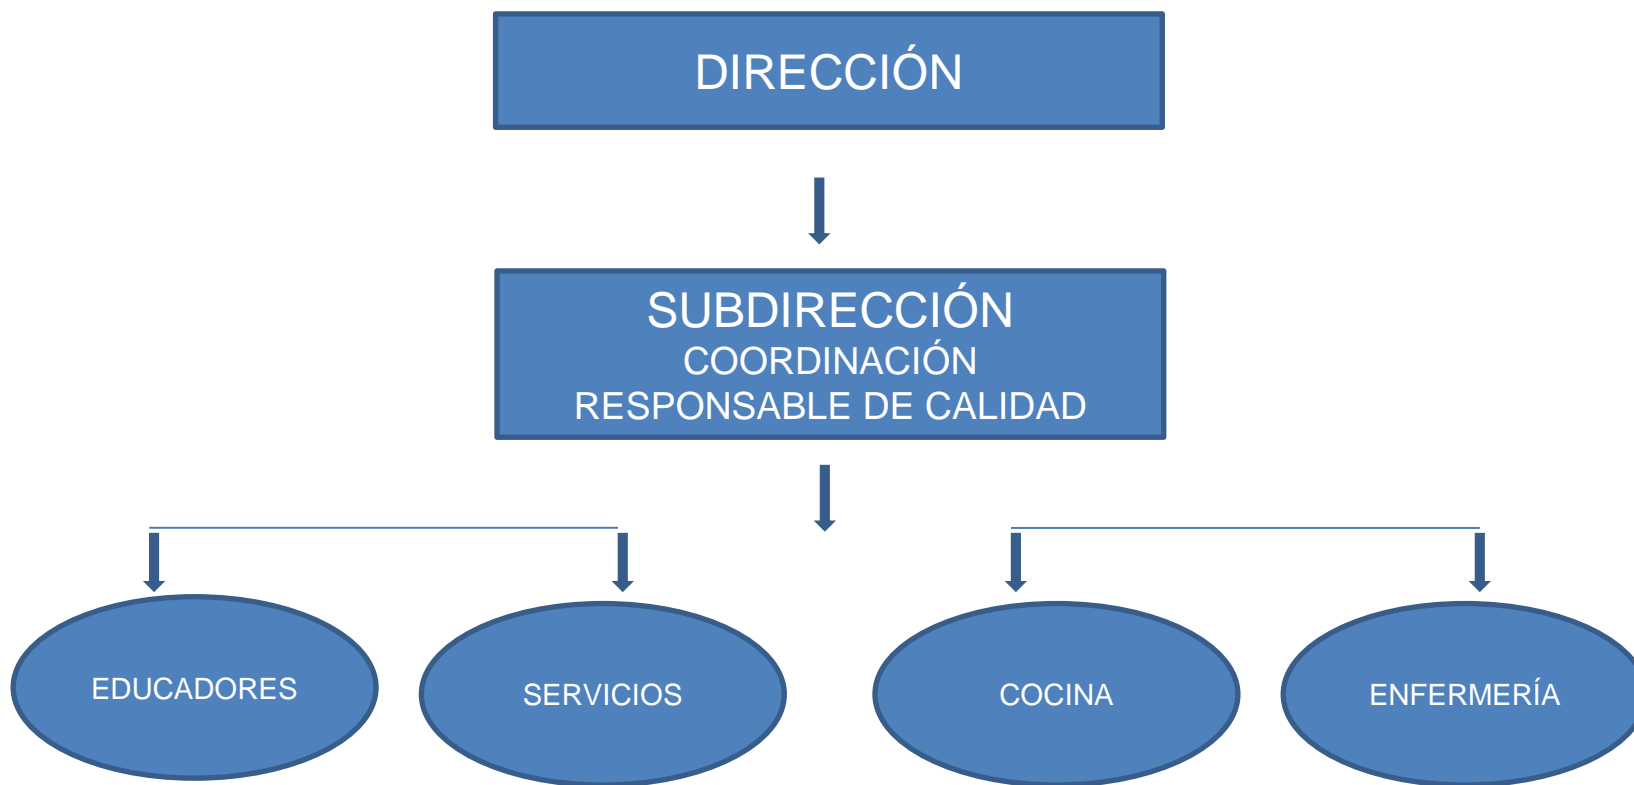 DIRECCIÓN
SUBDIRECCIÓN
COORDINACIÓN
RESPONSABLE DE CALIDAD
EDUCADORES
SERVICIOS
COCINA
ENFERMERÍA